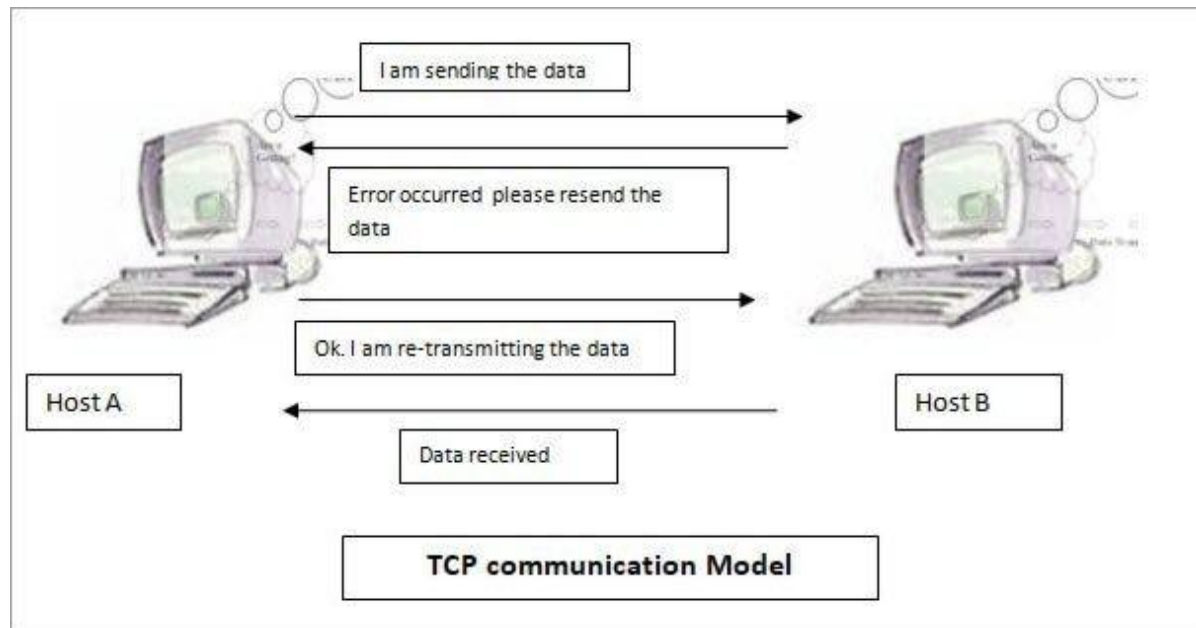 I am sending the data
Error occurred please resend the
data
Ok. I am re-transmitting the data
Host A
Host B
Data received
TCP communication Model